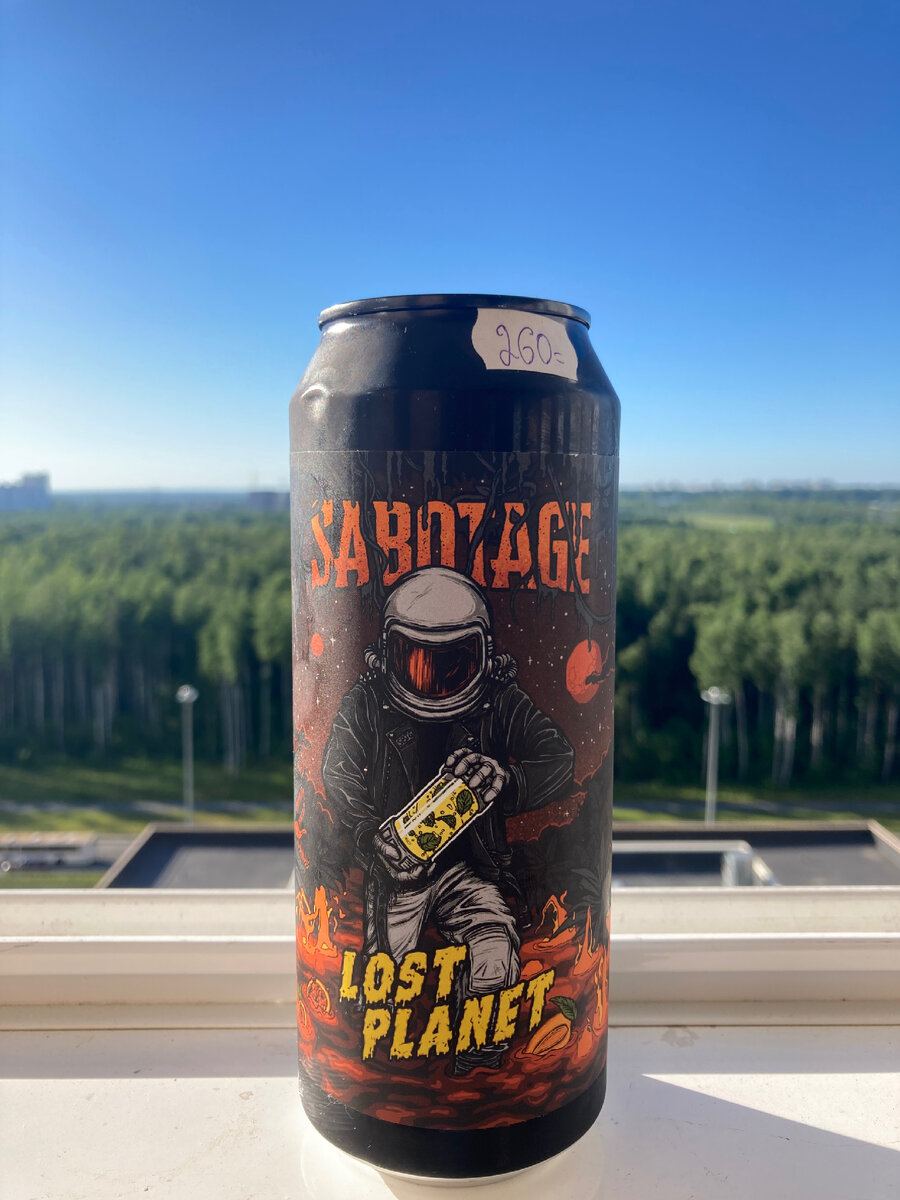 260=
SABOTAGE
LOST
PLANET